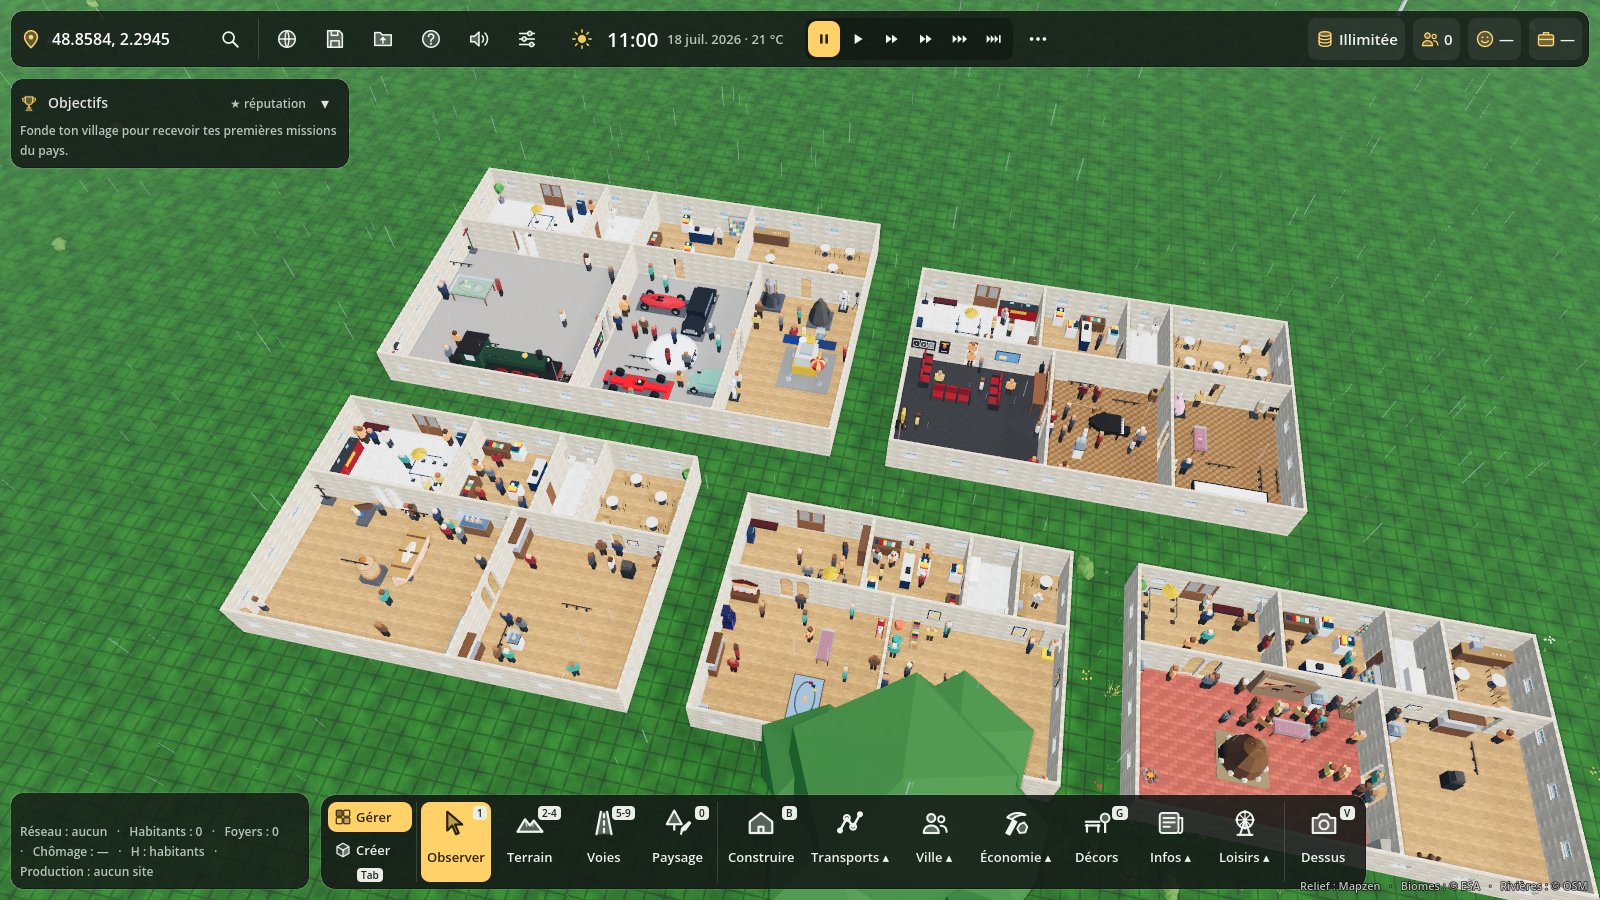 48.8584, 2.2945
11:00 18 juil. 2026 · 21 °C
Illimitée
0
—
—
Objectifs ★ réputation ▼
Fonde ton village pour recevoir tes premières missions
du pays.
Réseau : aucun · Habitants : 0 · Foyers : 0
· Chômage : — · H : habitants ·
Production : aucun site
Gérer
Créer
Tab
Observer 1
Terrain 2-4
Voies 5-9
Paysage 0
Construire B
Transports ▴
Ville ▴
Économie ▴
Décors G
Infos ▴
Loisirs ▴
Dessus V
Relief : Mapzen · Biomes : © ESA · Rivières : © OSM